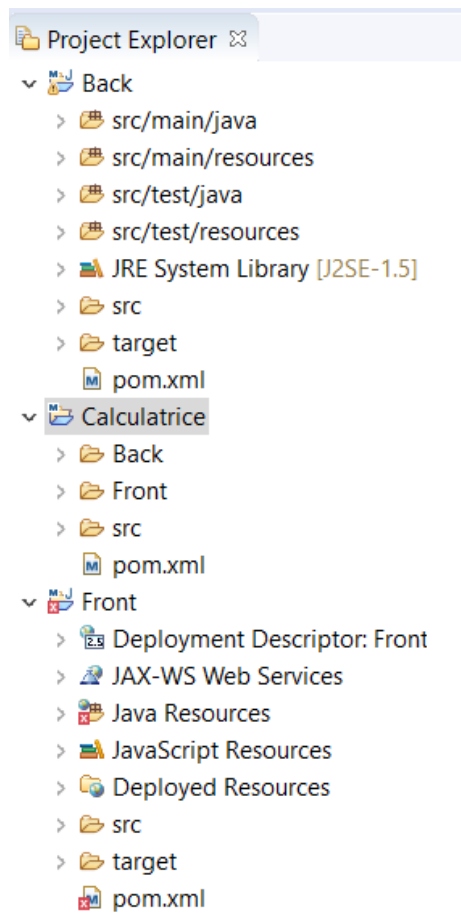 Project Explorer
Back
src/main/java
src/main/resources
src/test/java
src/test/resources
JRE System Library [J2SE-1.5]
src
target
pom.xml
Calculatrice
Back
Front
src
pom.xml
Front
Deployment Descriptor: Front
JAX-WS Web Services
Java Resources
JavaScript Resources
Deployed Resources
src
target
pom.xml